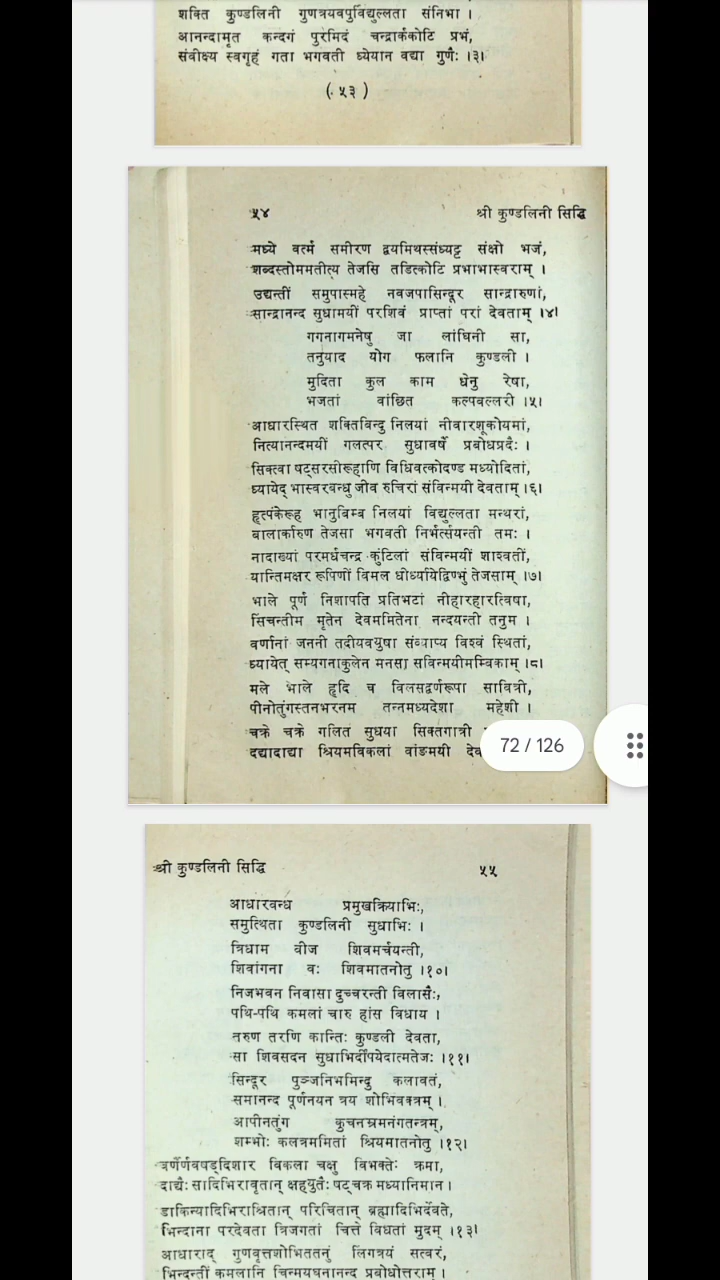 शक्ति कुण्डलिनी गुणत्रयवपुर्विद्युल्लता संनिभा ।
आनन्दामृत कन्दगं पुरमिदं चन्द्रार्ककोटि प्रभं,
संवीक्ष्य स्वगृहं गता भगवती ध्येयान वद्या गुणैः ।३।
( ५३ )
५४ श्री कुण्डलिनी सिद्धि
मध्ये वर्त्म समीरण द्वयमिथस्संघ्यट्ट संक्षो भजं,
शब्दस्तोममतीत्य तेजसि तडित्कोटि प्रभाभास्वराम् ।
उद्यन्तीं समुपास्महे नवजपासिन्दूर सान्द्रारुणां,
सान्द्रानन्द सुधामयीं परशिवं प्राप्तां परां देवताम् ।४।
गगनागमनेषु जा लांघिनी सा,
तनुयाद योग फलानि कुण्डली ।
मुदिता कुल काम धेनु रेषा,
भजतां वांछित कल्पबल्लरी ।५।
आधारस्थित शक्तिबिन्दु निलयां नीवारशूकोयमां,
नित्यानन्दमयीं गलत्पर सुधावर्षे प्रबोधप्रदैः ।
सिक्त्वा षट्सरसीरूहाणि विधिवत्कोदण्ड मध्योदितां,
ध्यायेद् भास्वरबन्धु जीव रुचिरां संविन्मयी देवताम् ।६।
हृत्पंकेरूह भानुबिम्ब निलयां विद्युल्लता मन्थरां,
बालार्कारुण तेजसा भगवती निर्भर्त्सयन्ती तमः ।
नादाख्यां परमर्धचन्द्र कुंटिलां संविन्मयीं शाश्वतीं,
यान्तिमक्षर रूपिणों विमल धीर्ध्यायेद्विण्भुं तेजसाम् ।७।
भाले पूर्ण निशापति प्रतिभटां नीहारहारत्विषा,
सिंचन्तीम मृतेन देवममितेना नन्दयन्ती तनुम ।
वर्णानां जननी तदीयवयुषा संव्याप्य विश्वं स्थितां,
ध्यायेत् सम्यगनाकुलेन मनसा सविन्मयीमम्बिकाम् ।८।
मले भाले हृदि च विलसद्वर्णरूपा सावित्री,
पीनोतुंगस्तनभरनम तन्नमध्यदेशा महेशी ।
चक्रे चक्रे गलित सुधया सिक्तगात्री
दद्यादाद्या श्रियमविकलां वांङमयी
72 / 126
श्री कुण्डलिनी सिद्धि ५५
आधारवन्ध प्रमुखक्रियाभिः,
समुत्थिता कुण्डलिनी सुधाभिः ।
त्रिधाम वीज शिवमर्चयन्ती,
शिवांगना वः शिवमातनोतु ।१०।
निजभवन निवासा दुच्चरन्ती विलासैः,
पथि-पथि कमलां चारु हांस विधाय ।
तरुण तरणि कान्तिः कुण्डली देवता,
सा शिवसदन सुधाभिर्दीपयेदात्मतेजः ।११।
सिन्दूर पुञ्जनिभमिन्दु कलावतं,
समानन्द पूर्णनयन त्रय शोभिवक्त्रम् ।
आपीनतुंग कुचनम्रमनंगतन्त्रम्,
शम्भोः कलत्रममितां श्रियमातनोतु ।१२।
वर्णैर्णवषड्दिशार विकला चक्षु विभक्तेः क्रमा,
दाद्यैः सादिभिरावृतान् क्षहयुतैः षट् चक्र मध्यानिमान ।
डाकिन्यादिभिराश्रितान् परिचितान् ब्रह्मादिभिर्देवते,
भिन्दाना परदेवता त्रिजगतां चित्ते विधतां मुदम् ।१३।
आधाराद् गुणवृत्तशोभिततनुं लिंगत्रयं सत्वरं,
भिन्दन्तीं कमलानि चिन्मयघनानन्द प्रबोधोत्तराम् ।